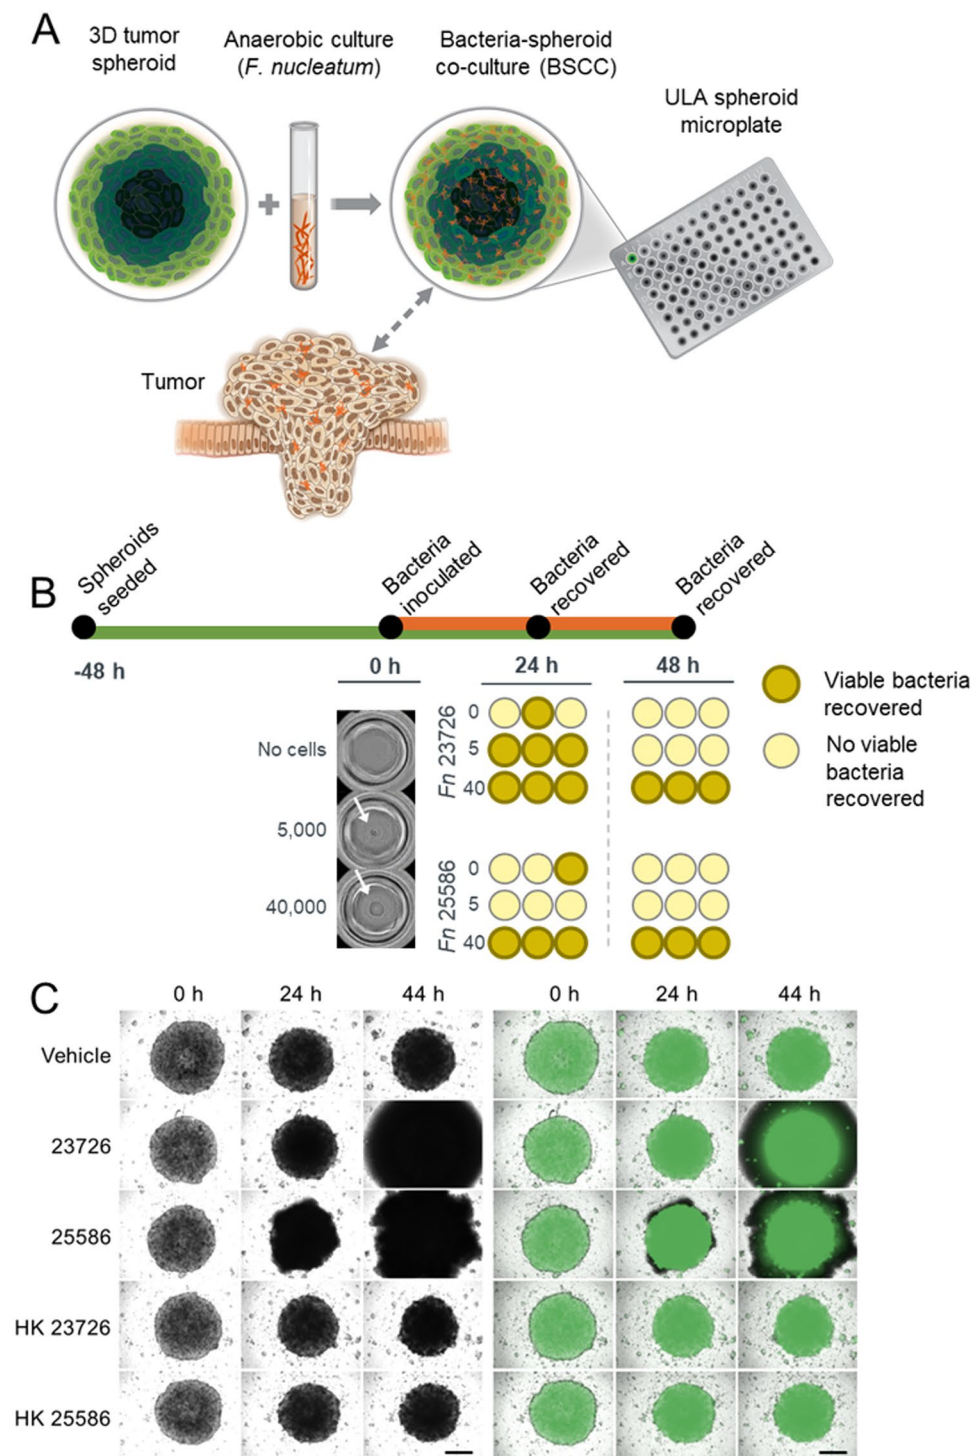 A
3D tumor
spheroid
Anaerobic culture
(F. nucleatum)
Bacteria-spheroid
co-culture (BSCC)
ULA spheroid
microplate
Tumor
B
Spheroids
seeded
Bacteria
inoculated
Bacteria
recovered
Bacteria
recovered
-48 h
0 h
24 h
48 h
Viable bacteria
recovered
No viable
bacteria
recovered
No cells
5,000
40,000
Fn 23726
0
5
40
Fn 25586
0
5
40
C
0 h
24 h
44 h
0 h
24 h
44 h
Vehicle
23726
25586
HK 23726
HK 25586